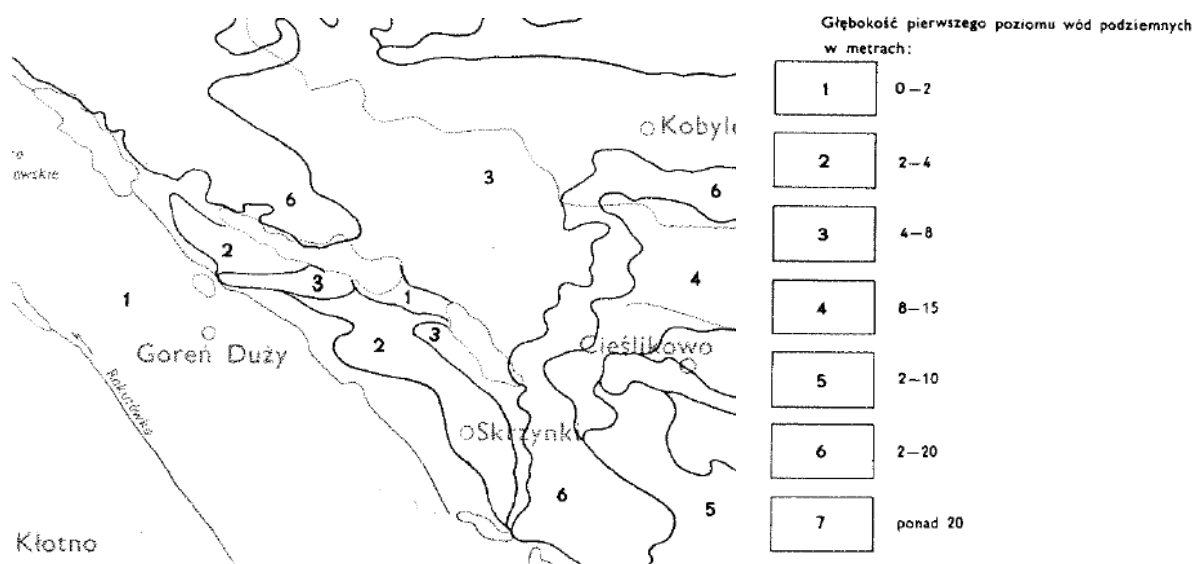 Głębokość pierwszego poziomu wód podziemnych
w metrach:
1 0-2
2 2-4
3 4-8
4 8-15
5 2-10
6 2-20
7 ponad 20
Kobyle
3
6
6
2
4
3
1
1
3
2
Cieślikowo
Goreń Duży
Skrzynki
6
5
Kłotno